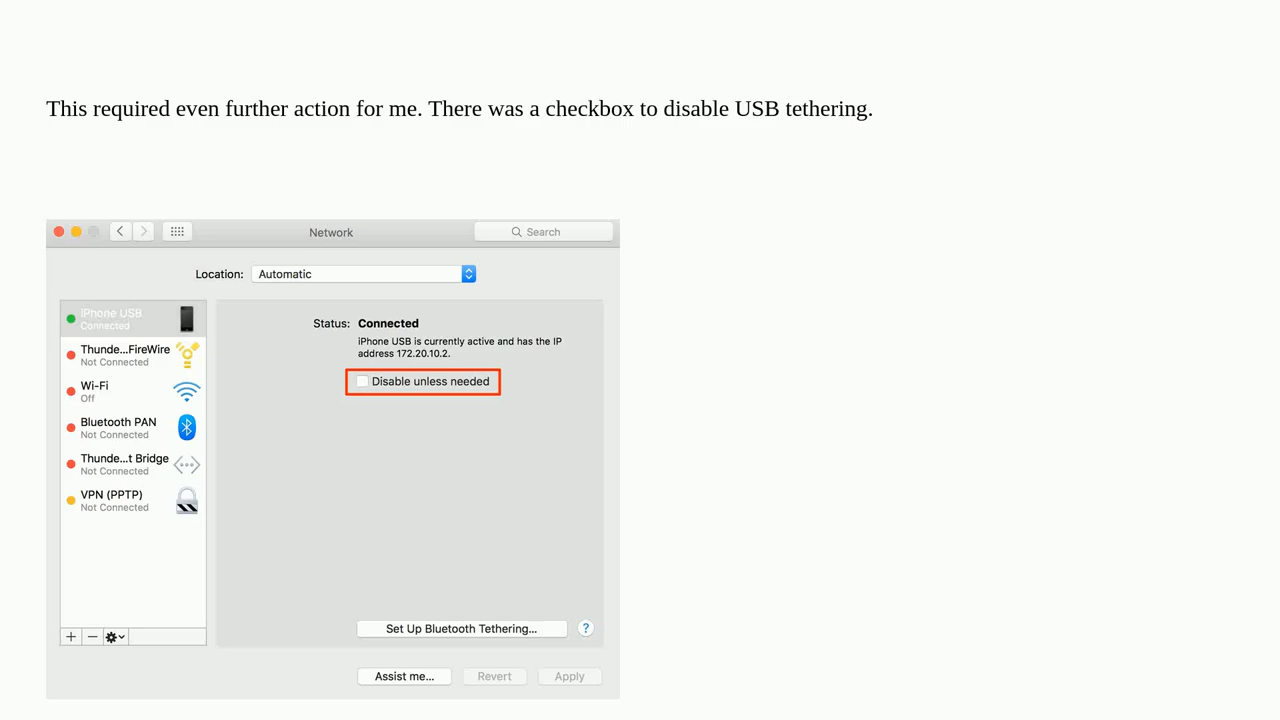 This required even further action for me. There was a checkbox to disable USB tethering.
Network
Search
Location: Automatic
iPhone USB
Connected
Thunde...FireWire
Not Connected
Wi-Fi
Off
Bluetooth PAN
Not Connected
Thunde...t Bridge
Not Connected
VPN (PPTP)
Not Connected
Status: Connected
iPhone USB is currently active and has the IP
address 172.20.10.2.
Disable unless needed
Set Up Bluetooth Tethering...
?
Assist me...
Revert
Apply